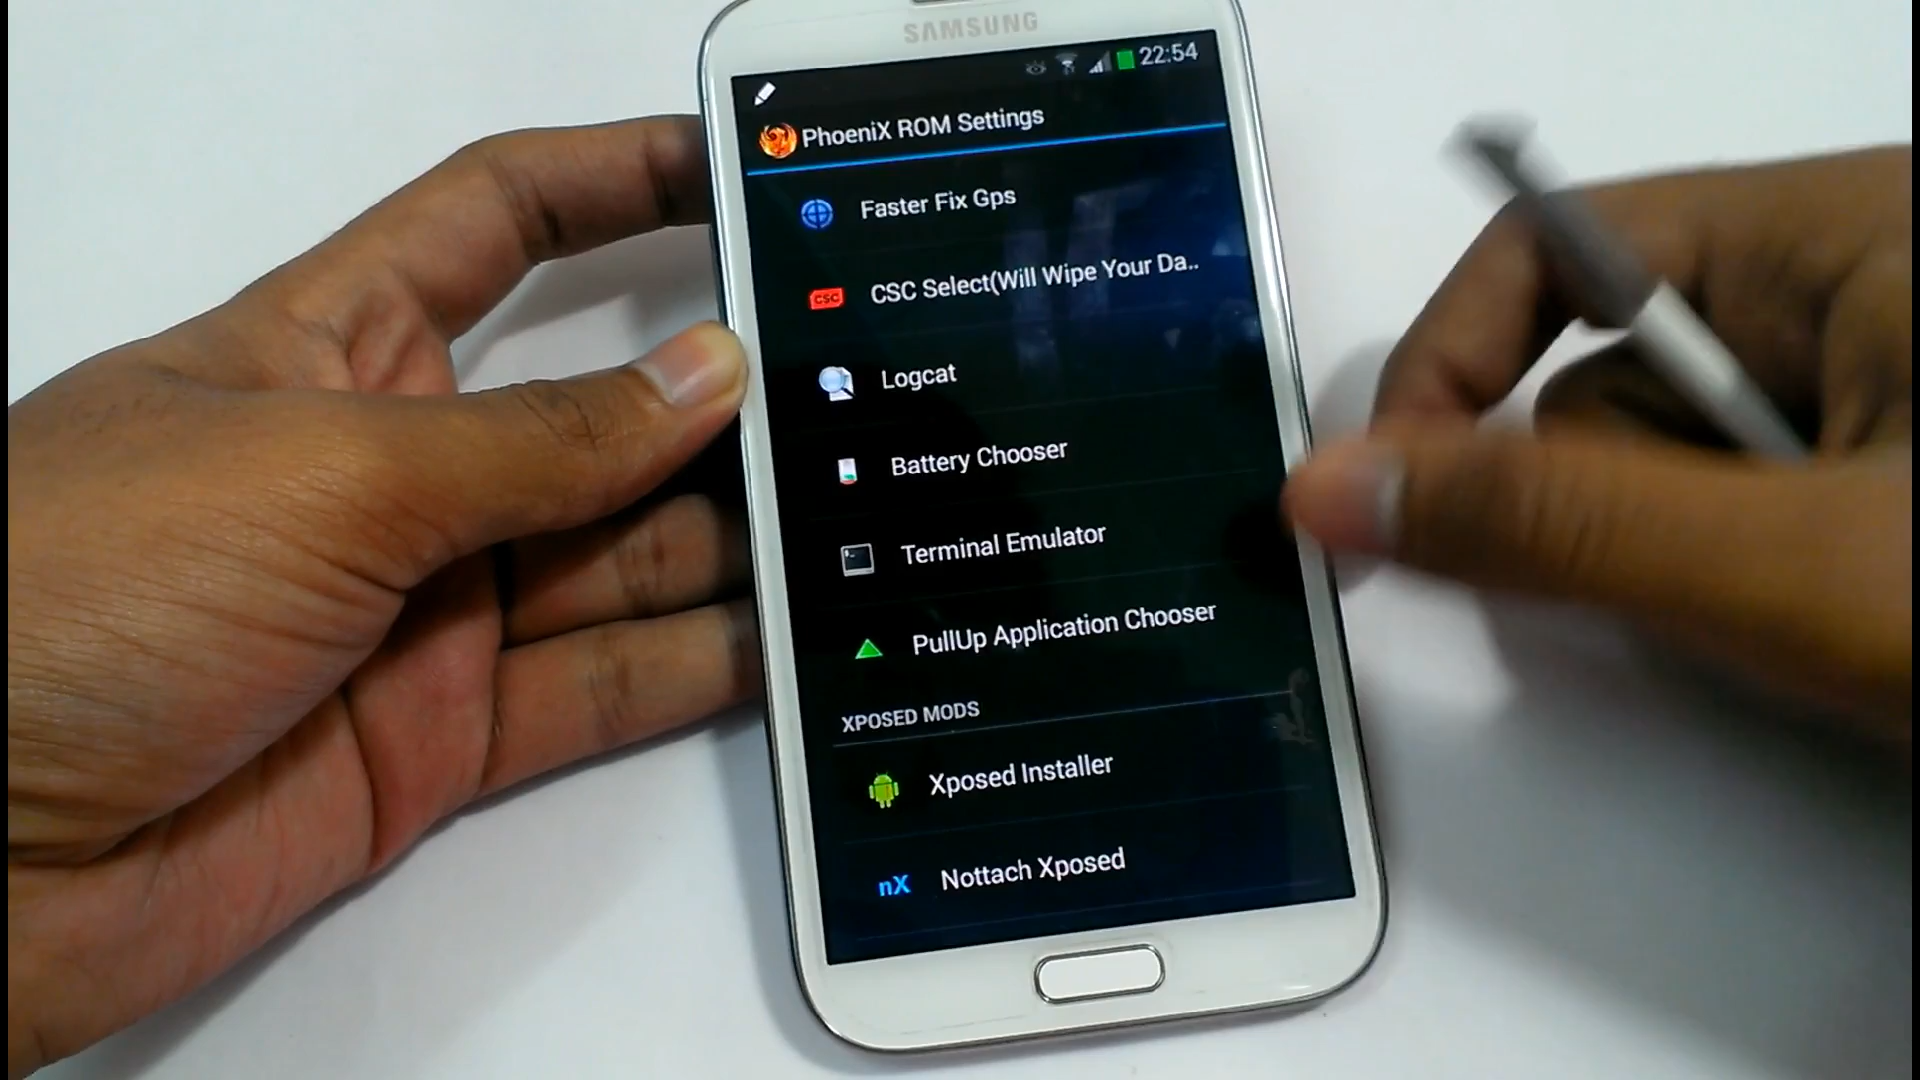 SAMSUNG
22:54
PhoeniX ROM Settings
Faster Fix Gps
CSC
CSC Select(Will Wipe Your Da..
Logcat
Battery Chooser
Terminal Emulator
PullUp Application Chooser
XPOSED MODS
Xposed Installer
nX
Nottach Xposed